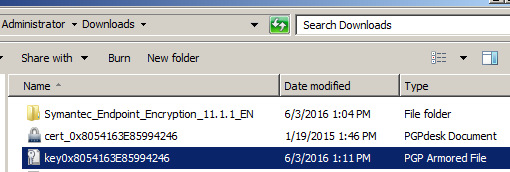 Administrator ▸ Downloads ▸ Search Downloads
Share with Burn New folder
Name Date modified Type
Symantec_Endpoint_Encryption_11.1.1_EN 6/3/2016 1:04 PM File folder
cert_0x8054163E85994246 1/19/2015 1:46 PM PGPdesk Document
key0x8054163E85994246 6/3/2016 1:11 PM PGP Armored File